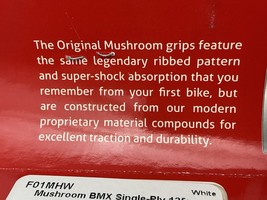 The Original Mushroom grips feature
the same legendary ribbed pattern
and super-shock absorption that you
remember from your first bike, but
are constructed from our modern
proprietary material compounds for
excellent traction and durability.
F01MHW
White
Mushroom BMX Single-Ply 135